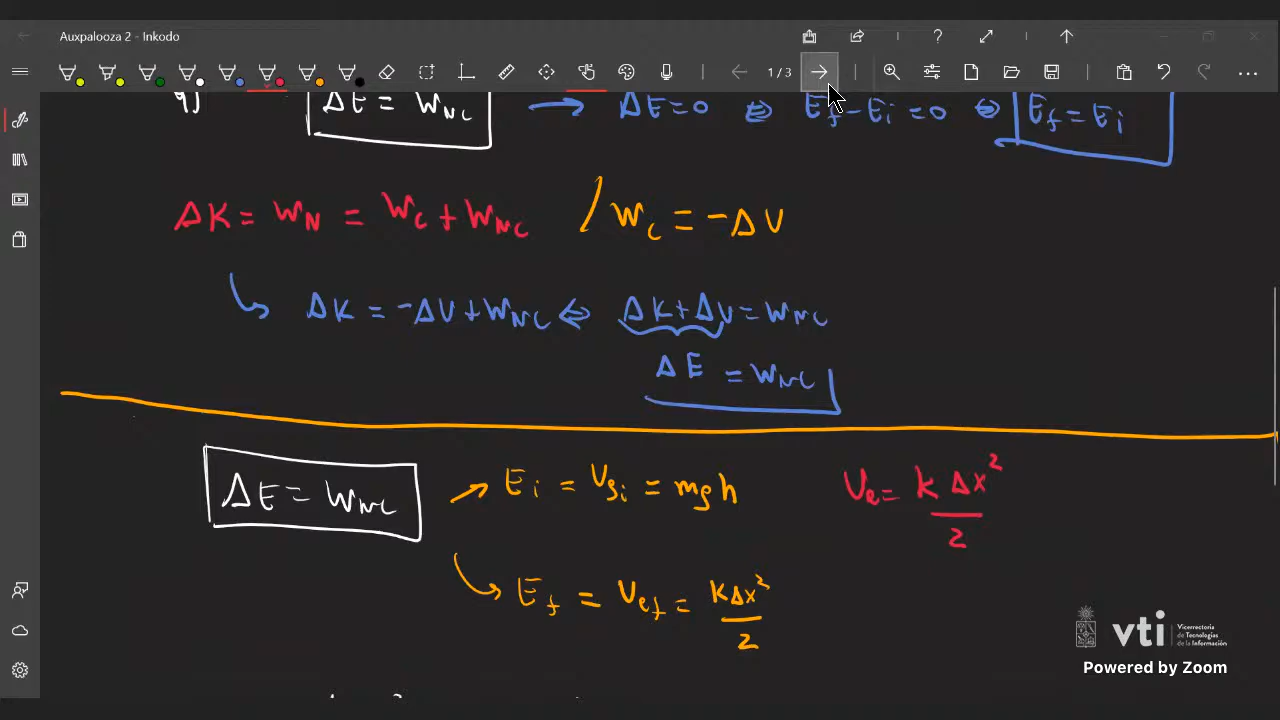 Auxpalooza 2 - Inkodo
1 / 3
ΔE = W_NC → ΔE = 0 ⇔ E_f - E_i = 0 ⇔ E_f = E_i
ΔK = W_N = W_C + W_NC / W_C = -ΔU
ΔK = -ΔU + W_NC ⇔ ΔK + ΔU = W_NC
ΔE = W_NC
ΔE = W_NC → E_i = U_gi = mgh U_e = kΔx²/2
E_f = U_ef = kΔx²/2
vti Vicerrectoría de Tecnologías de la Información
Powered by Zoom